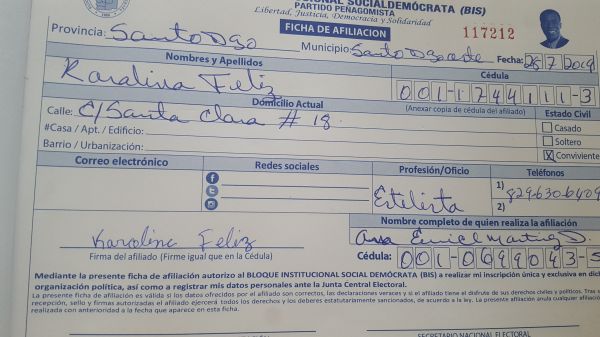 SOCIALDEMÓCRATA (BIS)
PARTIDO PENAGOMISTA
Libertad, Justicia, Democracia y Solidaridad
FICHA DE AFILIACION
117212
Provincia: Santo Dgo Municipio: Santo Dgo oeste Fecha: 28/7/2019
Nombres y Apellidos
Cédula
Karolina Feliz
001-1744111-3
Domicilio Actual
(Anexar copia de cédula del afiliado)
Estado Civil
Calle: C/ Santa Clara # 18
Casado
#Casa / Apt. / Edificio:
Soltero
Barrio / Urbanización:
X Conviviente
Correo electrónico
Redes sociales
Profesión/Oficio
Teléfonos
Estelista
1) 829-630-6409
2)
Nombre completo de quien realiza la afiliación
Karolina Feliz
Firma del afiliado (Firme igual que en la Cédula)
Cédula: 001-0699043-5
Mediante la presente ficha de afiliación autorizo al BLOQUE INSTITUCIONAL SOCIAL DEMÓCRATA (BIS) a realizar mi inscripción única y exclusiva en dich
organización política, así como a registrar mis datos personales ante la Junta Central Electoral.
La presente ficha de afiliación es válida si los datos ofrecidos por el afiliado son correctos, las declaraciones veraces y si el afiliado tiene el disfrute de sus derechos civiles y políticos. Tras s
recepción, sello y firmas autorizadas el afiliado ejercerá todos los derechos y los deberes estatutariamente sancionados, de acuerdo a la ley. La presente afiliación anula cualquier afiliación
realizada con anterioridad a la fecha que aparece en esta ficha.
SECRETARIO NACIONAL ELECTORAL